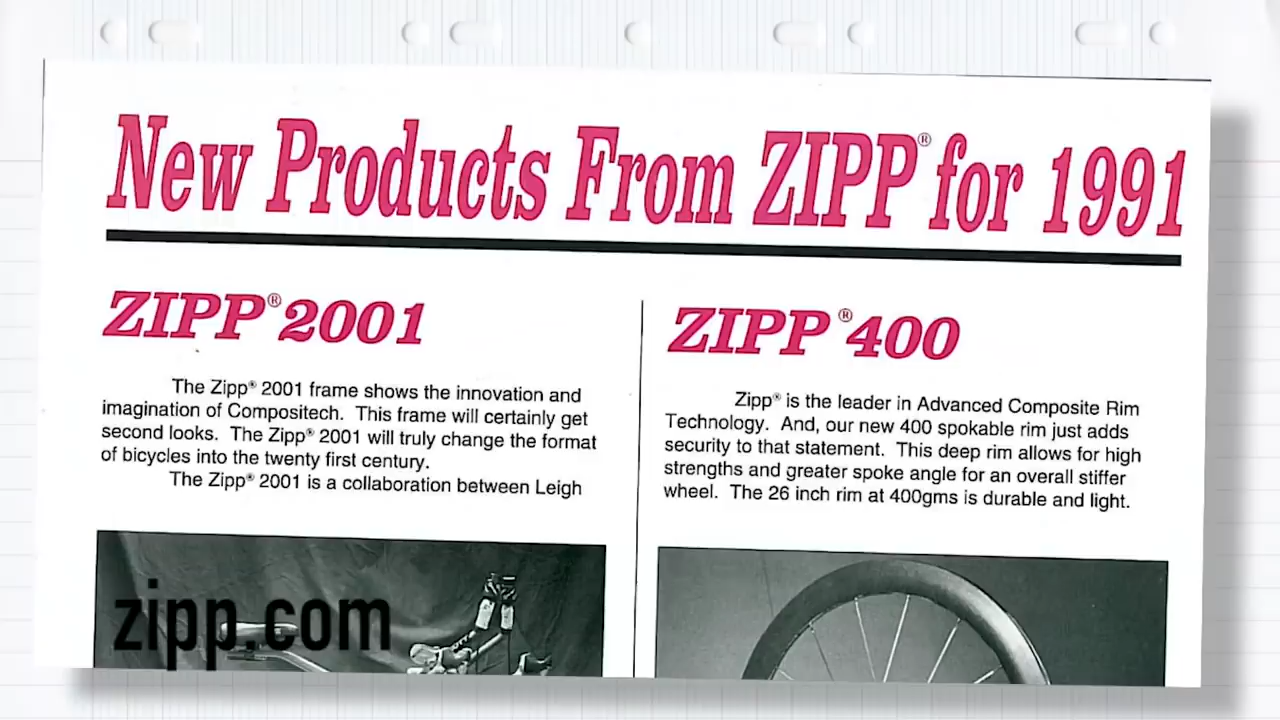 New Products From ZIPP® for 1991
ZIPP® 2001
The Zipp® 2001 frame shows the innovation and
imagination of Compositech. This frame will certainly get
second looks. The Zipp® 2001 will truly change the format
of bicycles into the twenty first century.
The Zipp® 2001 is a collaboration between Leigh
ZIPP® 400
Zipp® is the leader in Advanced Composite Rim
Technology. And, our new 400 spokable rim just adds
security to that statement. This deep rim allows for high
strengths and greater spoke angle for an overall stiffer
wheel. The 26 inch rim at 400gms is durable and light.
zipp.com